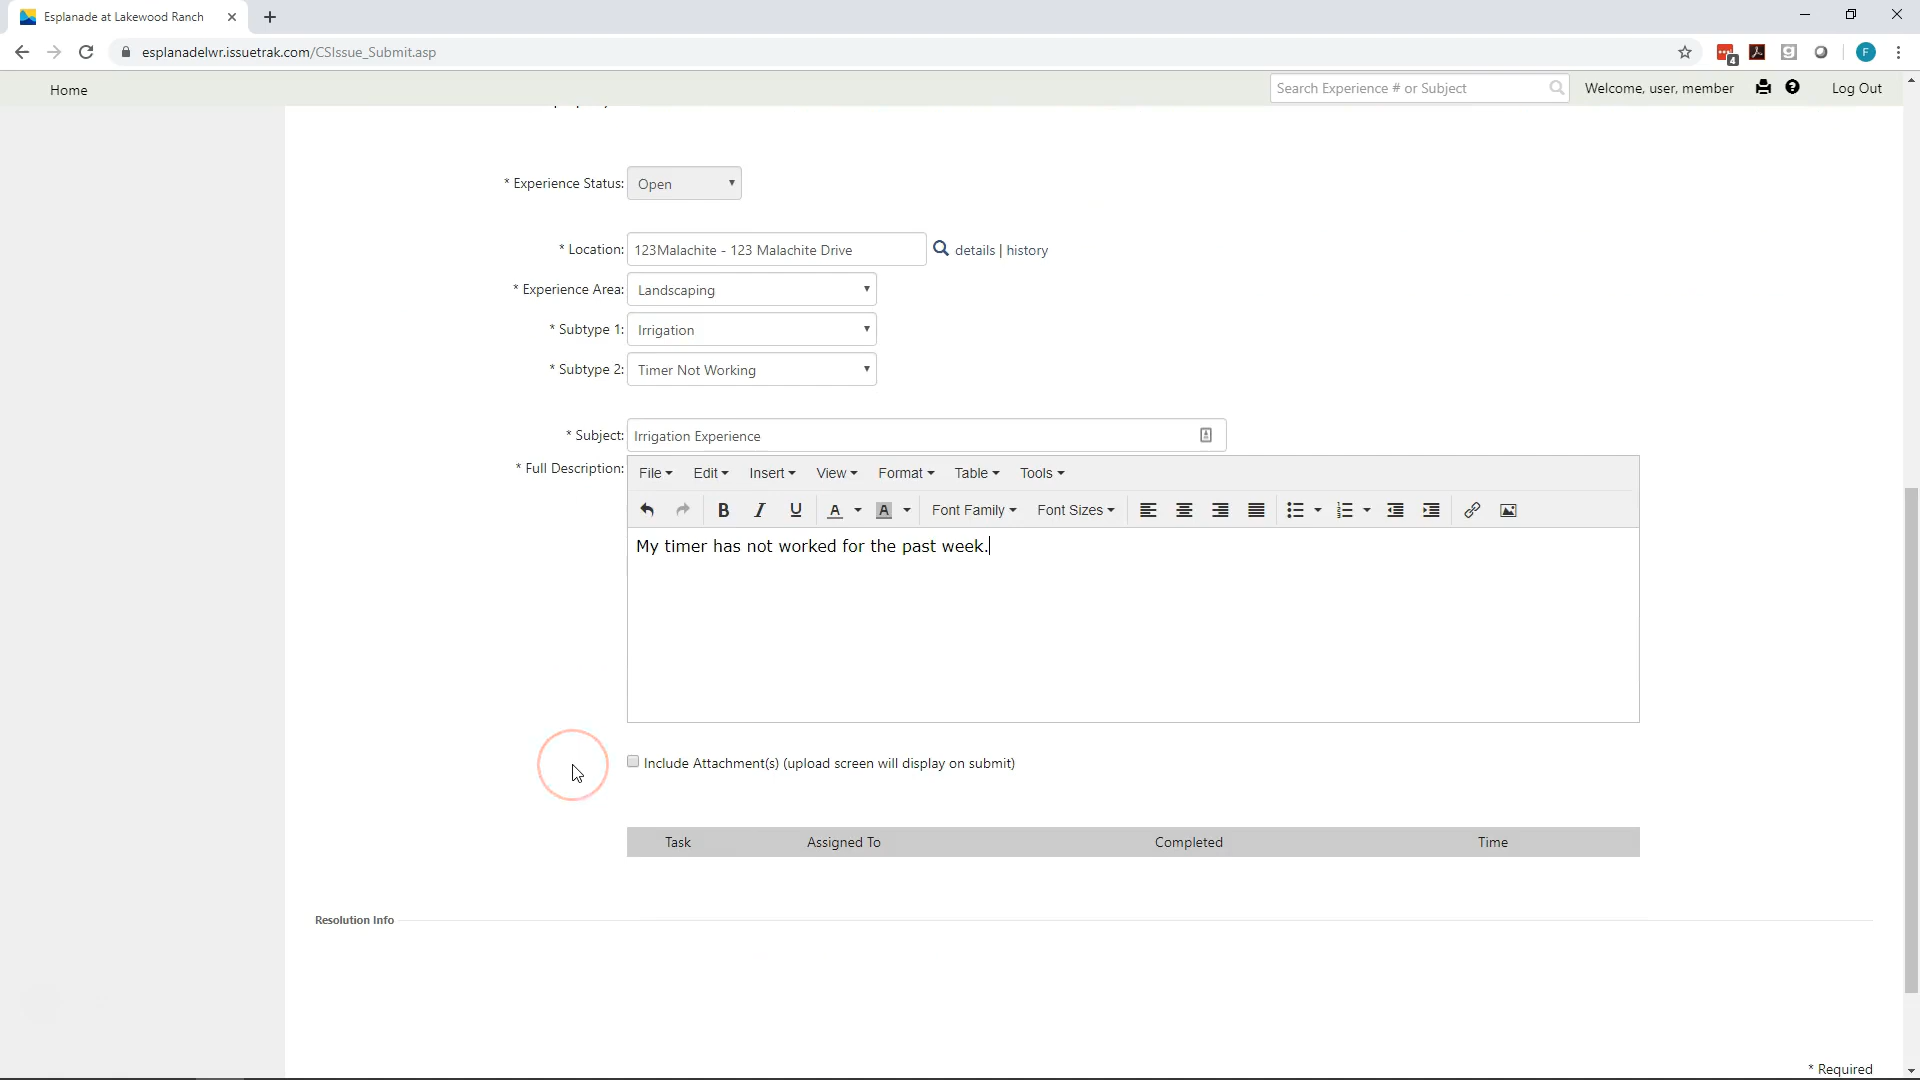 Esplanade at Lakewood Ranch
esplanadelwr.issuetrak.com/CSIssue_Submit.asp
4
F
Home
Search Experience # or Subject
Welcome, user, member
Log Out
* Experience Status: Open
* Location: 123Malachite - 123 Malachite Drive details | history
* Experience Area: Landscaping
* Subtype 1: Irrigation
* Subtype 2: Timer Not Working
* Subject: Irrigation Experience
* Full Description:
File Edit Insert View Format Table Tools
B I U A A Font Family Font Sizes
My timer has not worked for the past week.
Include Attachment(s) (upload screen will display on submit)
Task Assigned To Completed Time
Resolution Info
* Required